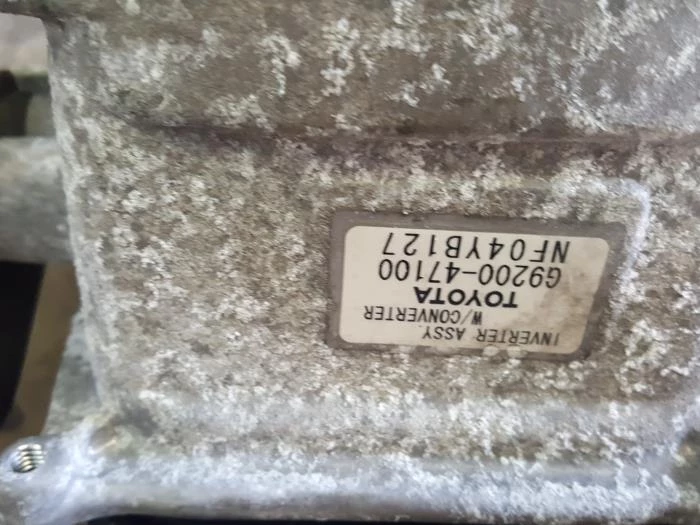 INVERTER ASSY.
W/CONVERTER
TOYOTA
G9200-47100
NF04YB127